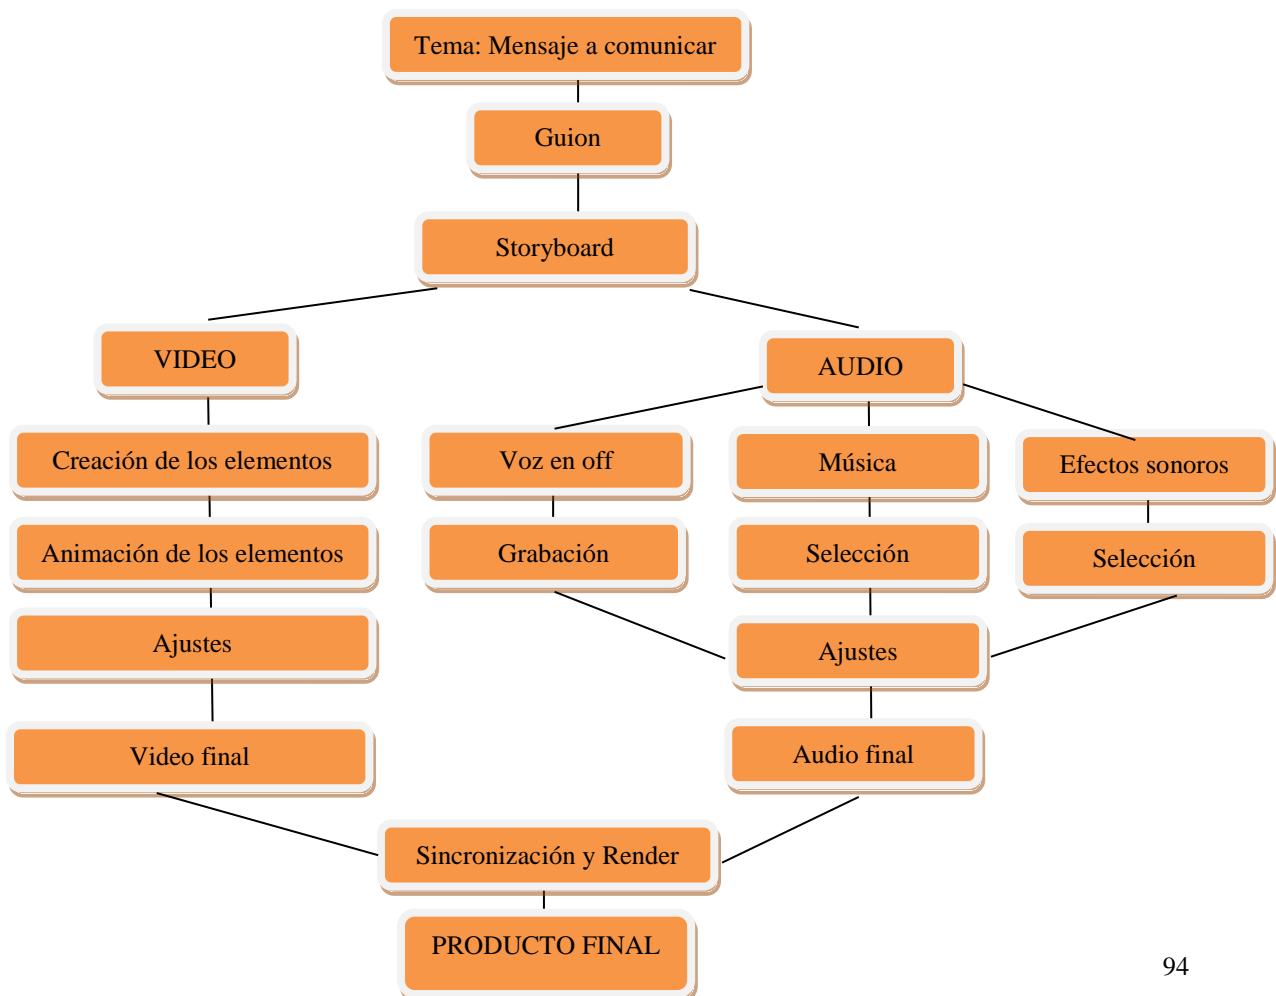 Tema: Mensaje a comunicar
Guion
Storyboard
VIDEO
AUDIO
Creación de los elementos
Voz en off
Música
Efectos sonoros
Animación de los elementos
Grabación
Selección
Selección
Ajustes
Ajustes
Video final
Audio final
Sincronización y Render
PRODUCTO FINAL
94